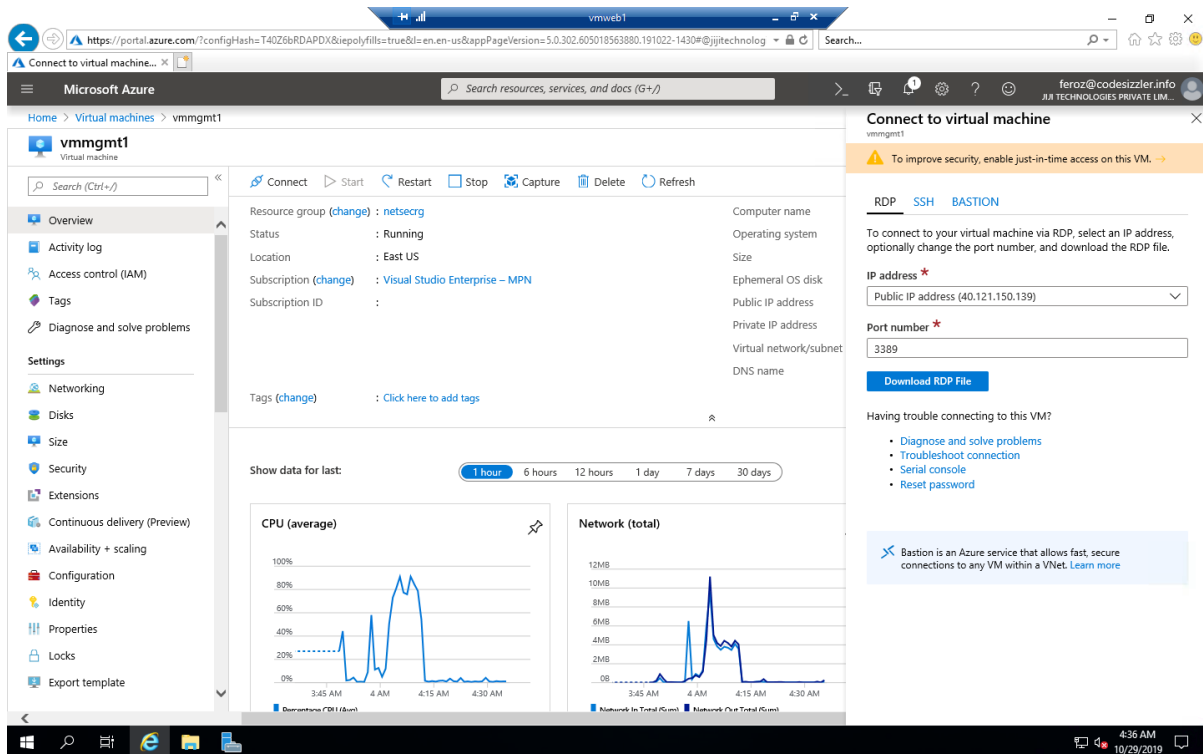 vmweb1
https://portal.azure.com/?configHash=T40Z6bRDAPDX&iepolyfills=true&l=en.en-us&appPageVersion=5.0.302.605018563880.191022-1430#@jijitechnolog
Search...
Connect to virtual machine...
Microsoft Azure
Search resources, services, and docs (G+/)
1
feroz@codesizzler.info
JIJI TECHNOLOGIES PRIVATE LIM...
Home > Virtual machines > vmmgmt1
vmmgmt1
Virtual machine
Search (Ctrl+/)
Overview
Activity log
Access control (IAM)
Tags
Diagnose and solve problems
Settings
Networking
Disks
Size
Security
Extensions
Continuous delivery (Preview)
Availability + scaling
Configuration
Identity
Properties
Locks
Export template
Connect Start Restart Stop Capture Delete Refresh
Resource group (change) : netsecrg
Status : Running
Location : East US
Subscription (change) : Visual Studio Enterprise – MPN
Subscription ID :
Computer name
Operating system
Size
Ephemeral OS disk
Public IP address
Private IP address
Virtual network/subnet
DNS name
Tags (change) : Click here to add tags
Show data for last: 1 hour 6 hours 12 hours 1 day 7 days 30 days
CPU (average)
100%
80%
60%
40%
20%
0%
3:45 AM 4 AM 4:15 AM 4:30 AM
Percentage CPU (Avg)
Network (total)
12MB
10MB
8MB
6MB
4MB
2MB
0B
3:45 AM 4 AM 4:15 AM 4:30 AM
Network In Total (Sum) Network Out Total (Sum)
Connect to virtual machine
vmmgmt1
To improve security, enable just-in-time access on this VM. →
RDP SSH BASTION
To connect to your virtual machine via RDP, select an IP address,
optionally change the port number, and download the RDP file.
IP address *
Public IP address (40.121.150.139)
Port number *
3389
Download RDP File
Having trouble connecting to this VM?
• Diagnose and solve problems
• Troubleshoot connection
• Serial console
• Reset password
Bastion is an Azure service that allows fast, secure
connections to any VM within a VNet. Learn more
4:36 AM
10/29/2019